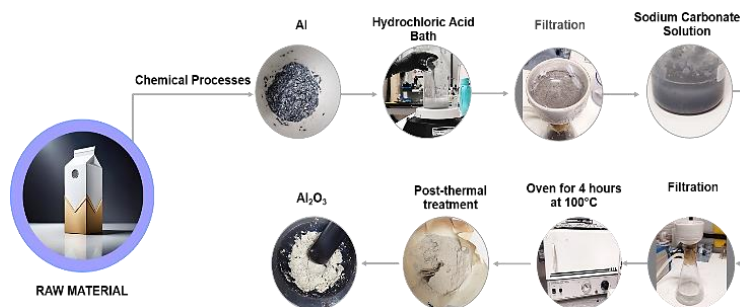 Al
Hydrochloric Acid
Bath
Filtration
Sodium Carbonate
Solution
Chemical Processes
RAW MATERIAL
Al₂O₃
Post-thermal
treatment
Oven for 4 hours
at 100°C
Filtration